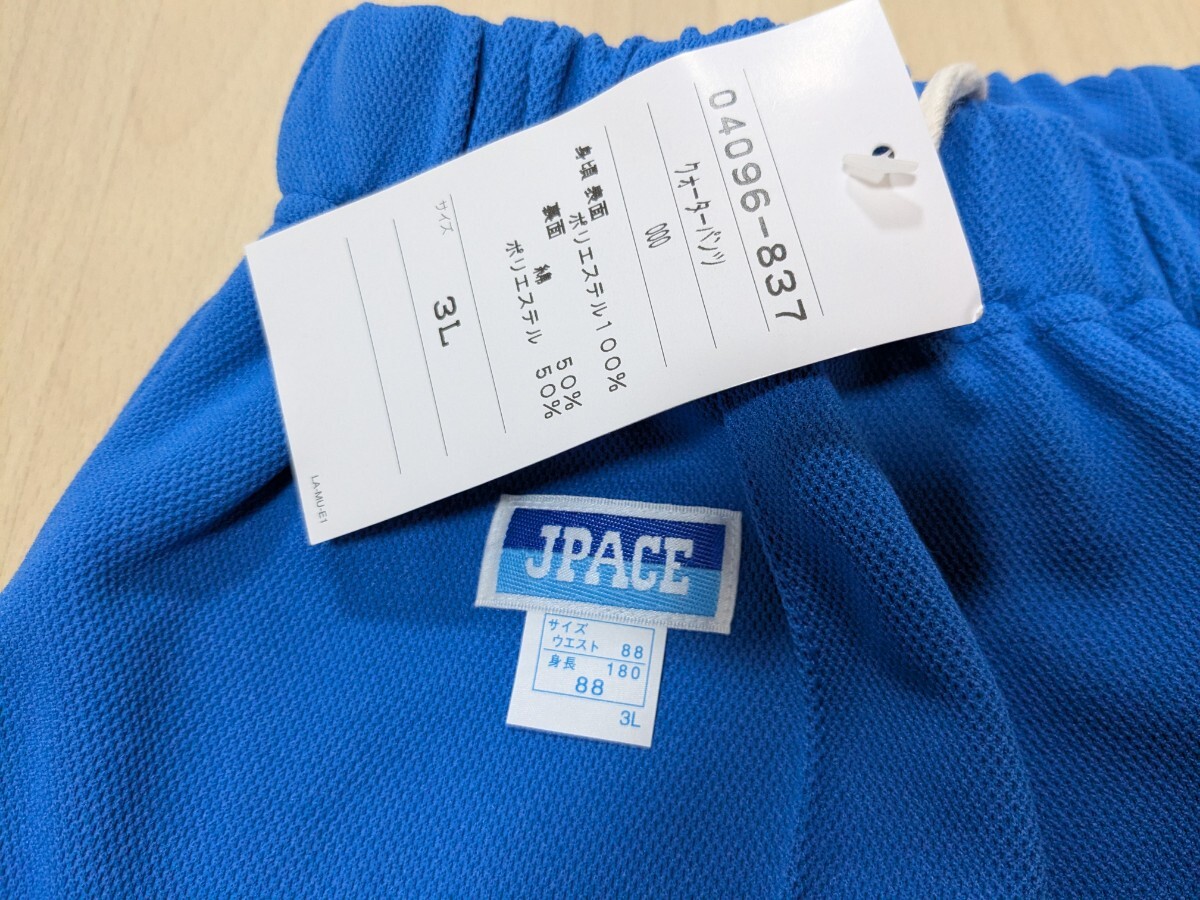 04096-837
クォーターパンツ
000
身頃 表面 ポリエステル100%
裏面 綿 50%
ポリエステル 50%
サイズ 3L
LA-MU-E1
JPACE
サイズ
ウエスト 88
身長 180
88
3L